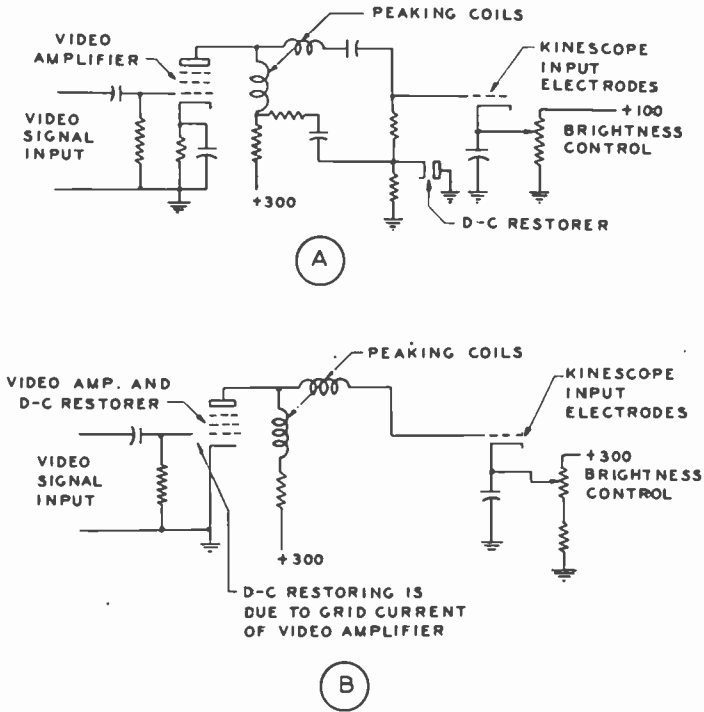 PEAKING COILS
VIDEO
AMPLIFIER
KINESCOPE
INPUT
ELECTRODES
+100
BRIGHTNESS
CONTROL
VIDEO
SIGNAL
INPUT
+300
D-C RESTORER
A
PEAKING COILS
VIDEO AMP. AND
D-C RESTORER
KINESCOPE
INPUT
ELECTRODES
+300
BRIGHTNESS
CONTROL
VIDEO
SIGNAL
INPUT
+300
D-C RESTORING IS
DUE TO GRID CURRENT
OF VIDEO AMPLIFIER
B